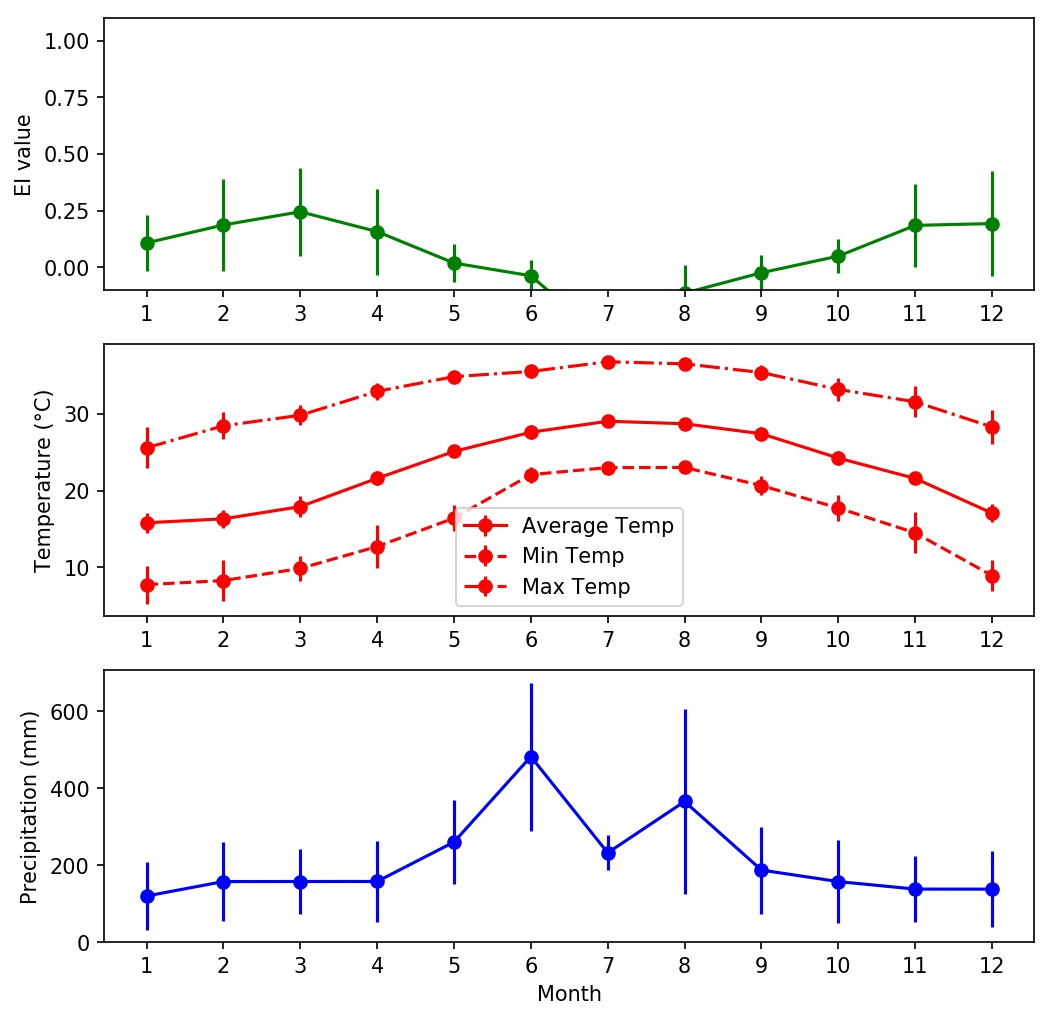 EI value
1.00
0.75
0.50
0.25
0.00
1 2 3 4 5 6 7 8 9 10 11 12
Temperature (°C)
30
20
10
Average Temp
Min Temp
Max Temp
1 2 3 4 5 6 7 8 9 10 11 12
Precipitation (mm)
600
400
200
0
1 2 3 4 5 6 7 8 9 10 11 12
Month